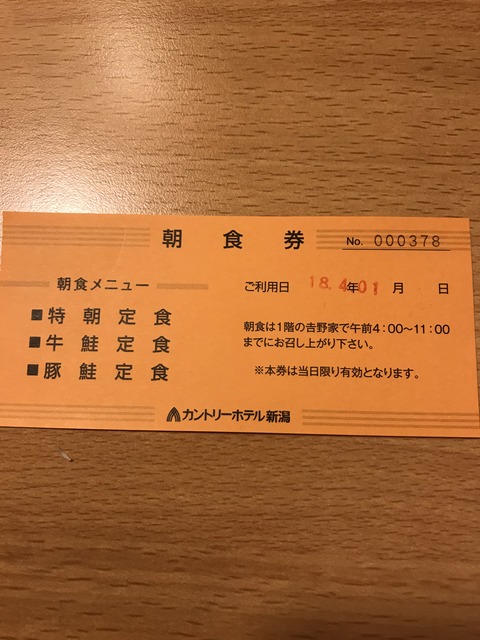 朝食券
No. 000378
朝食メニュー
■特朝定食
■牛鮭定食
■豚鮭定食
ご利用日 18.4年01 月 日
朝食は1階の吉野家で午前4：00〜11：00
までにお召し上がり下さい。
※本券は当日限り有効となります。
カントリーホテル新潟